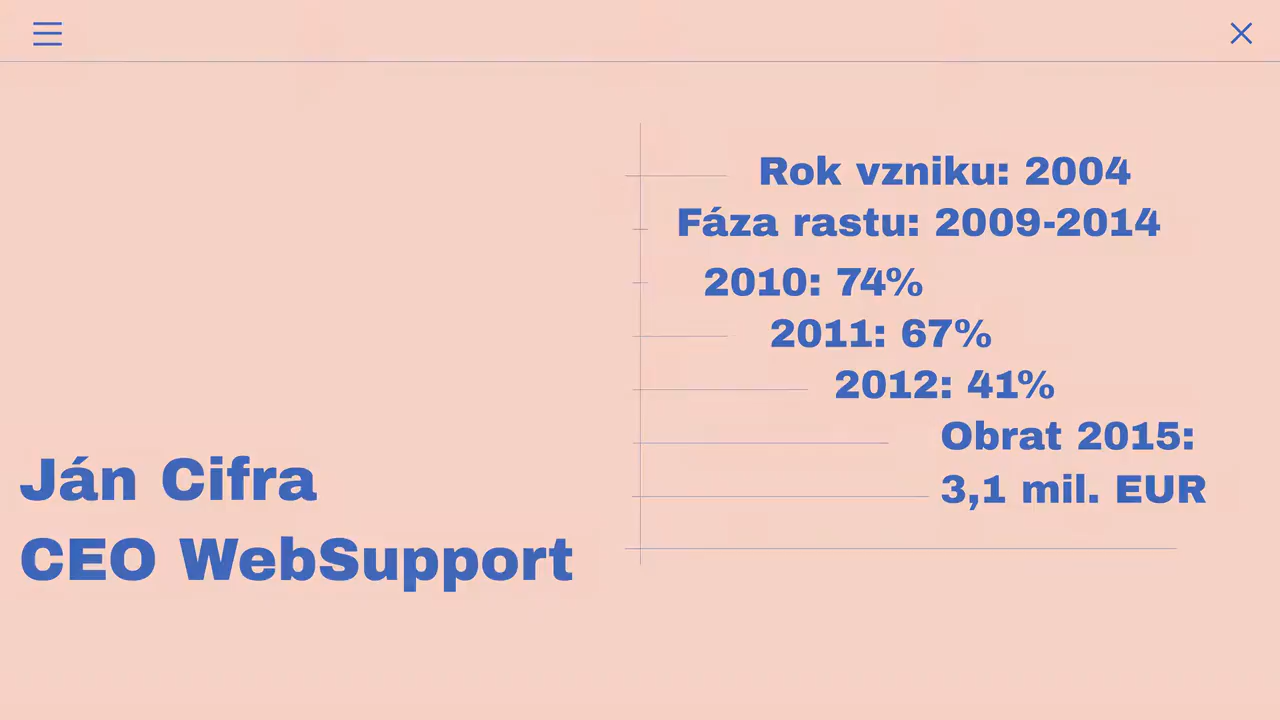 Rok vzniku: 2004
Fáza rastu: 2009-2014
2010: 74%
2011: 67%
2012: 41%
Obrat 2015:
3,1 mil. EUR
Ján Cifra
CEO WebSupport